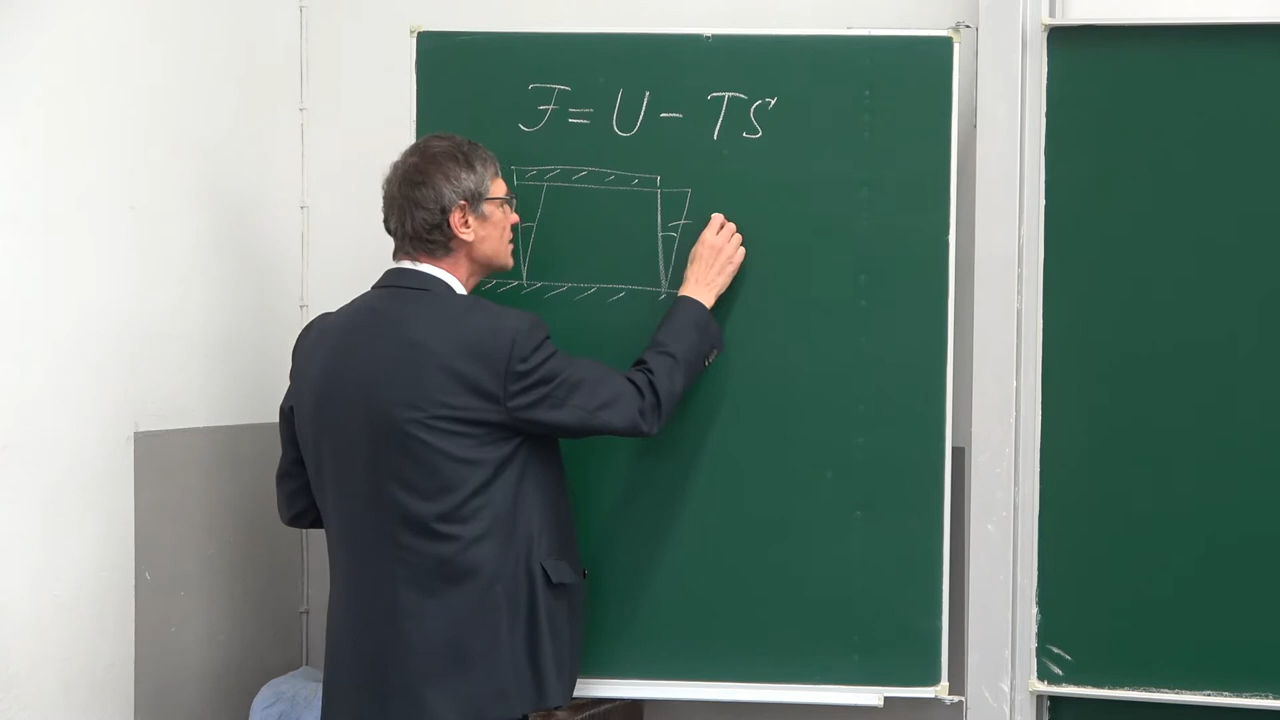 F = U - TS